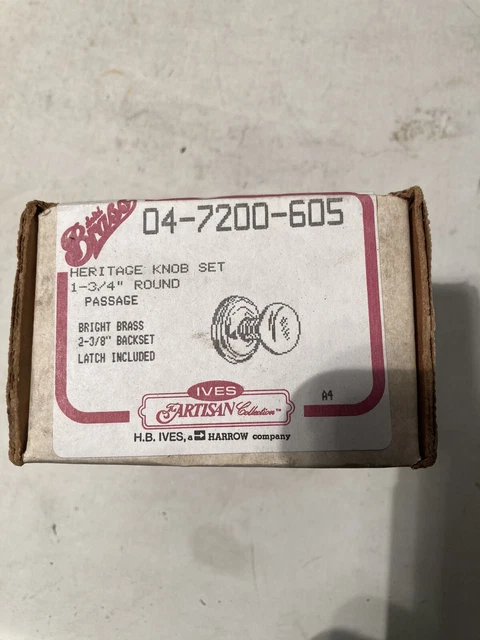 Brass
04-7200-605
HERITAGE KNOB SET
1-3/4" ROUND
PASSAGE
BRIGHT BRASS
2-3/8" BACKSET
LATCH INCLUDED
IVES
ARTISAN Collection™
A4
H.B. IVES, a HARROW company